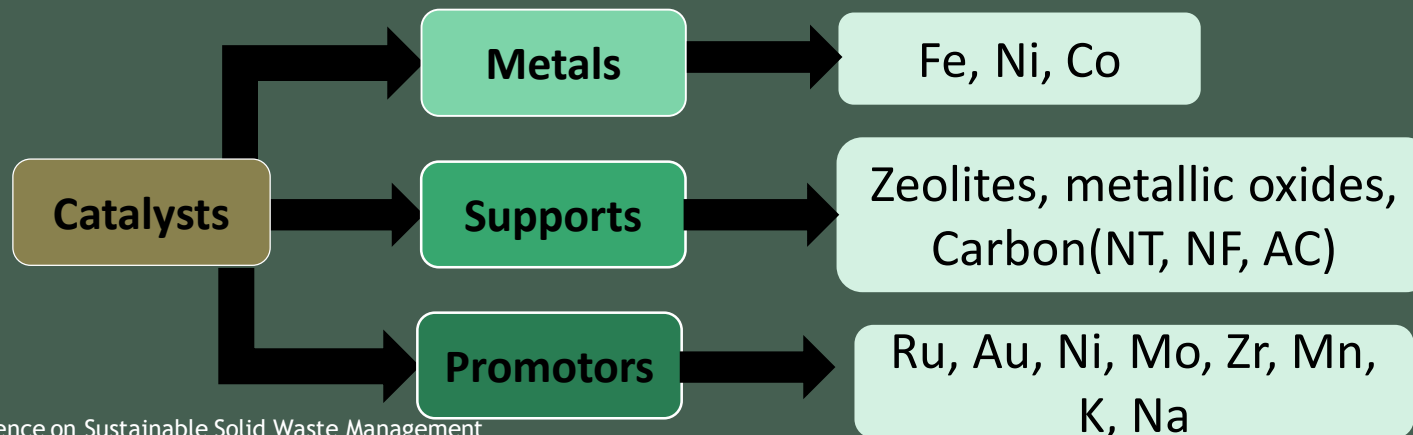 Metals
Fe, Ni, Co
Catalysts
Supports
Zeolites, metallic oxides,
Carbon(NT, NF, AC)
Promotors
Ru, Au, Ni, Mo, Zr, Mn,
K, Na
on Sustainable Solid Waste Management